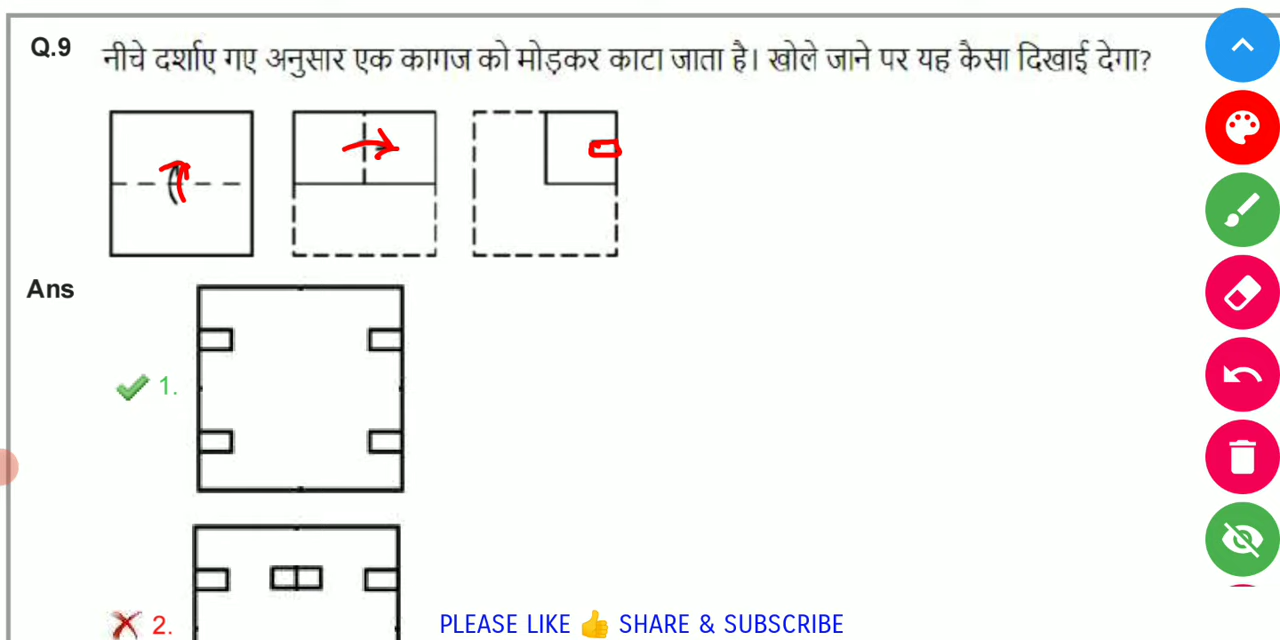 Q.9 नीचे दर्शाए गए अनुसार एक कागज को मोड़कर काटा जाता है। खोले जाने पर यह कैसा दिखाई देगा?
Ans
1.
2.
PLEASE LIKE 👍 SHARE & SUBSCRIBE